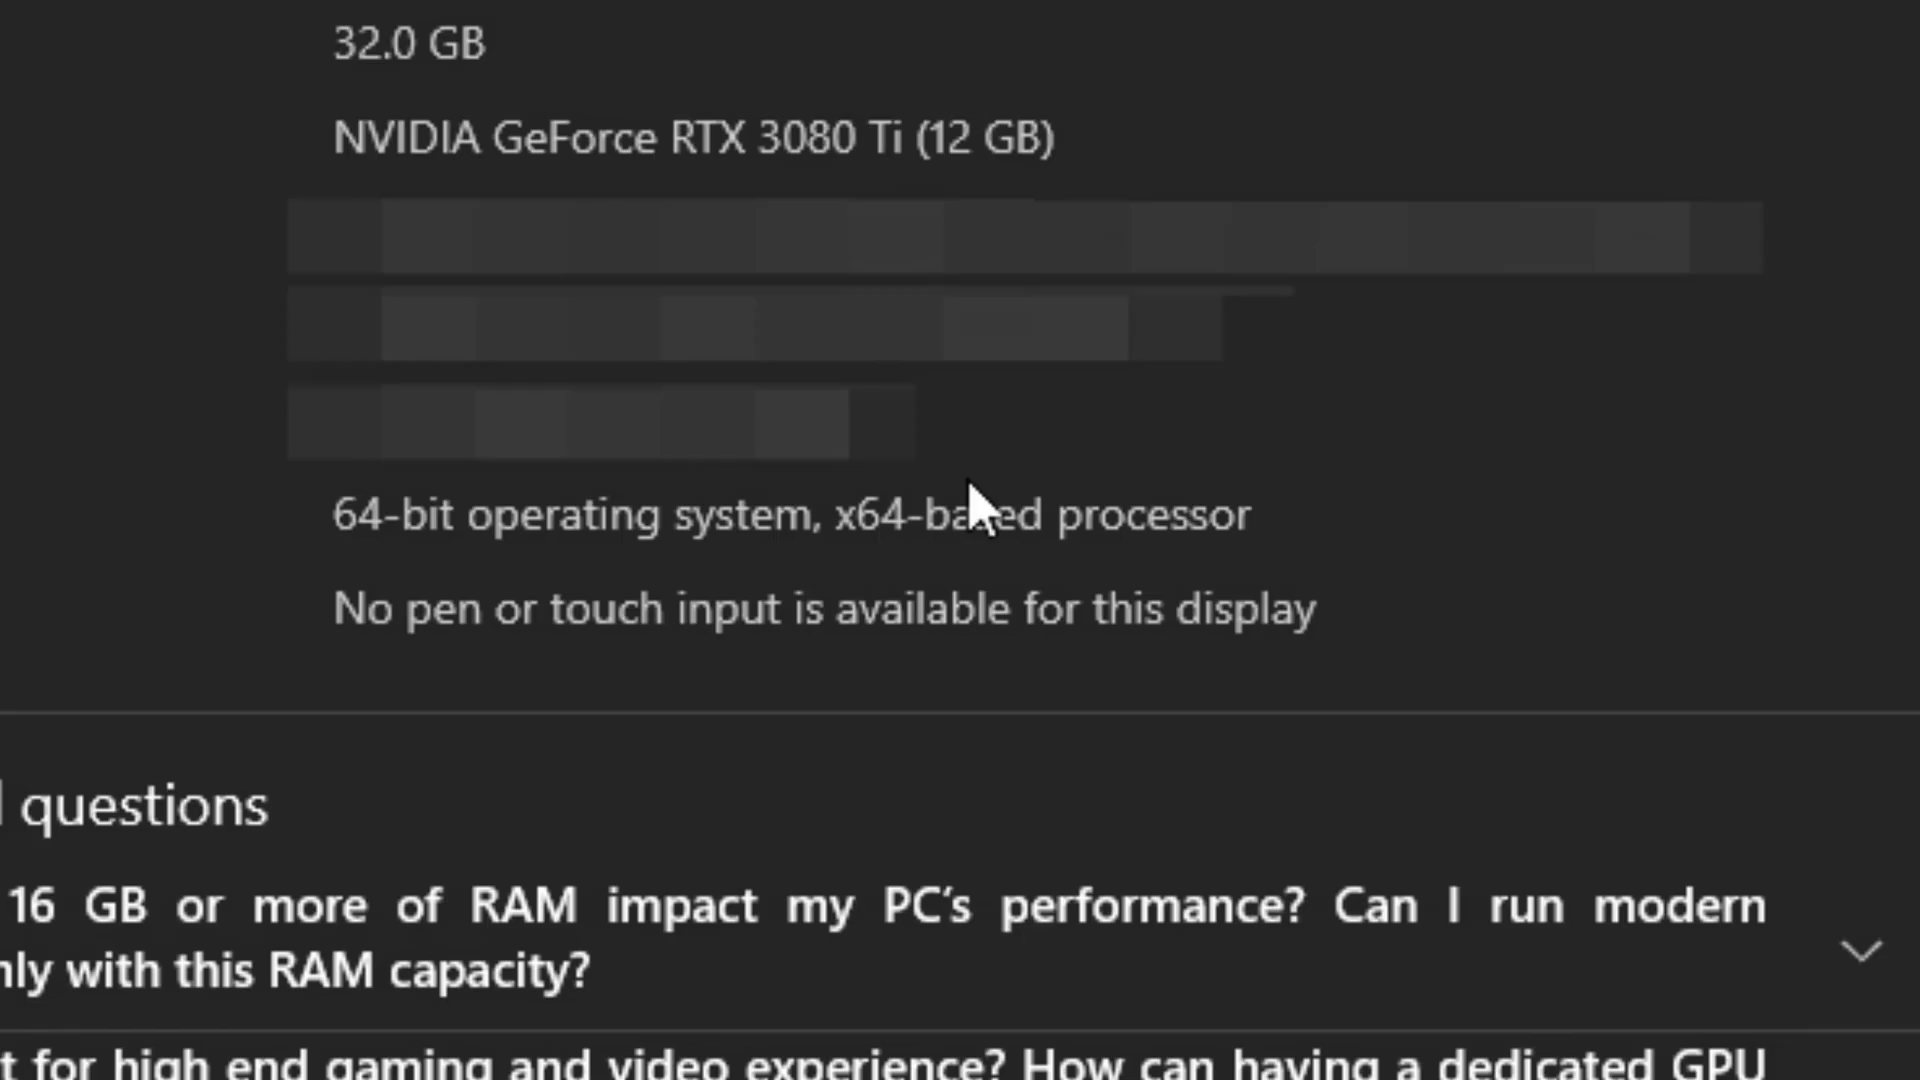 32.0 GB
NVIDIA GeForce RTX 3080 Ti (12 GB)
64-bit operating system, x64-based processor
No pen or touch input is available for this display
questions
16 GB or more of RAM impact my PC's performance? Can I run modern
with this RAM capacity?
for high end gaming and video experience? How can having a dedicated GPU